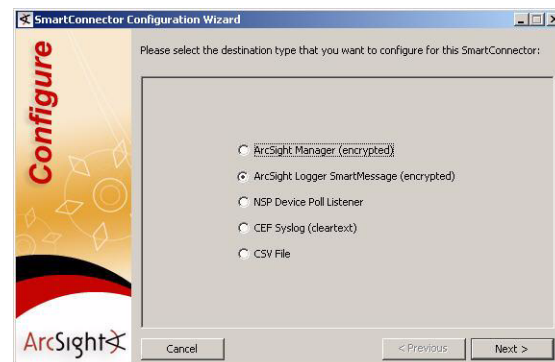 SmartConnector Configuration Wizard
Configure
Please select the destination type that you want to configure for this SmartConnector:
ArcSight Manager (encrypted)
ArcSight Logger SmartMessage (encrypted)
NSP Device Poll Listener
CEF Syslog (cleartext)
CSV File
ArcSight
Cancel
< Previous
Next >